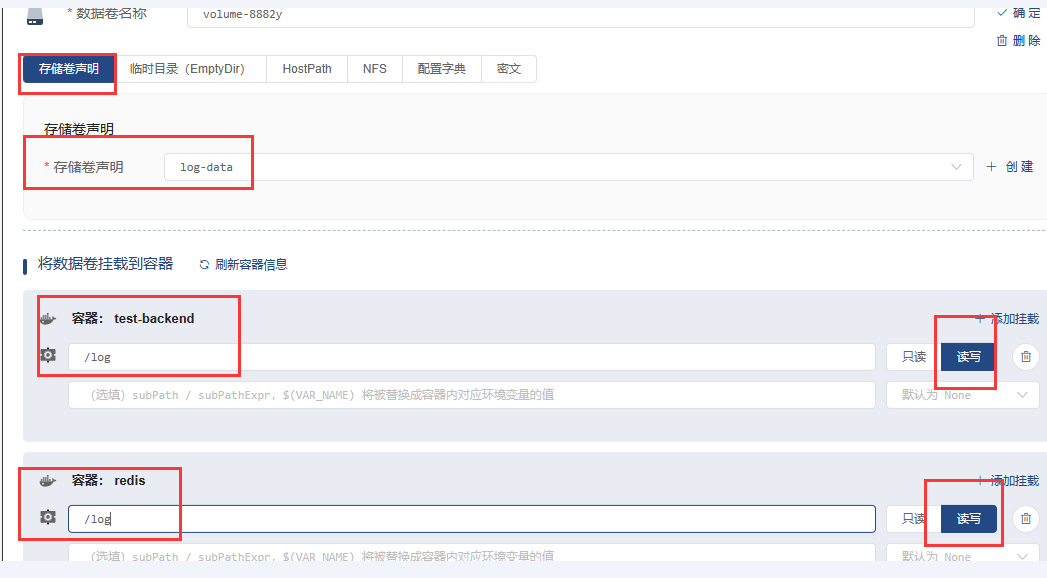 * 数据卷名称 volume-8882y 确 定
删 除
存储卷声明 临时目录（EmptyDir） HostPath NFS 配置字典 密文
存储卷声明
* 存储卷声明 log-data + 创 建
将数据卷挂载到容器 刷新容器信息
容器： test-backend + 添加挂载
/log 只读 读写
（选填）subPath / subPathExpr，$(VAR_NAME) 将被替换成容器内对应环境变量的值 默认为 None
容器： redis + 添加挂载
/log 只读 读写
（选填）subPath / subPathExpr，$(VAR_NAME) 将被替换成容器内对应环境变量的值 默认为 None